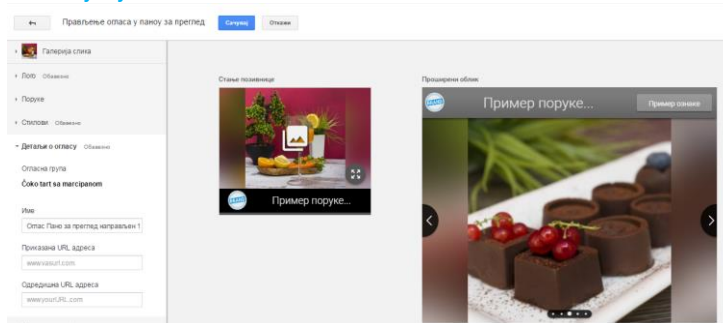 Прављење огласа у паноу за преглед
Сачувај
Откажи
Галерија слика
Лого Обавезно
Поруке
Стилови Обавезно
Детаљи о огласу Обавезно
Огласна група
Čoko tart sa marcipanom
Име
Оглас Пано за преглед направљен 1
Приказана URL адреса
www.vasurl.com.
Одредишна URL адреса
www.yourURL.com
Стање позивнице
BRAND
Пример поруке...
Проширени облик
BRAND
Пример поруке...
Пример ознаке